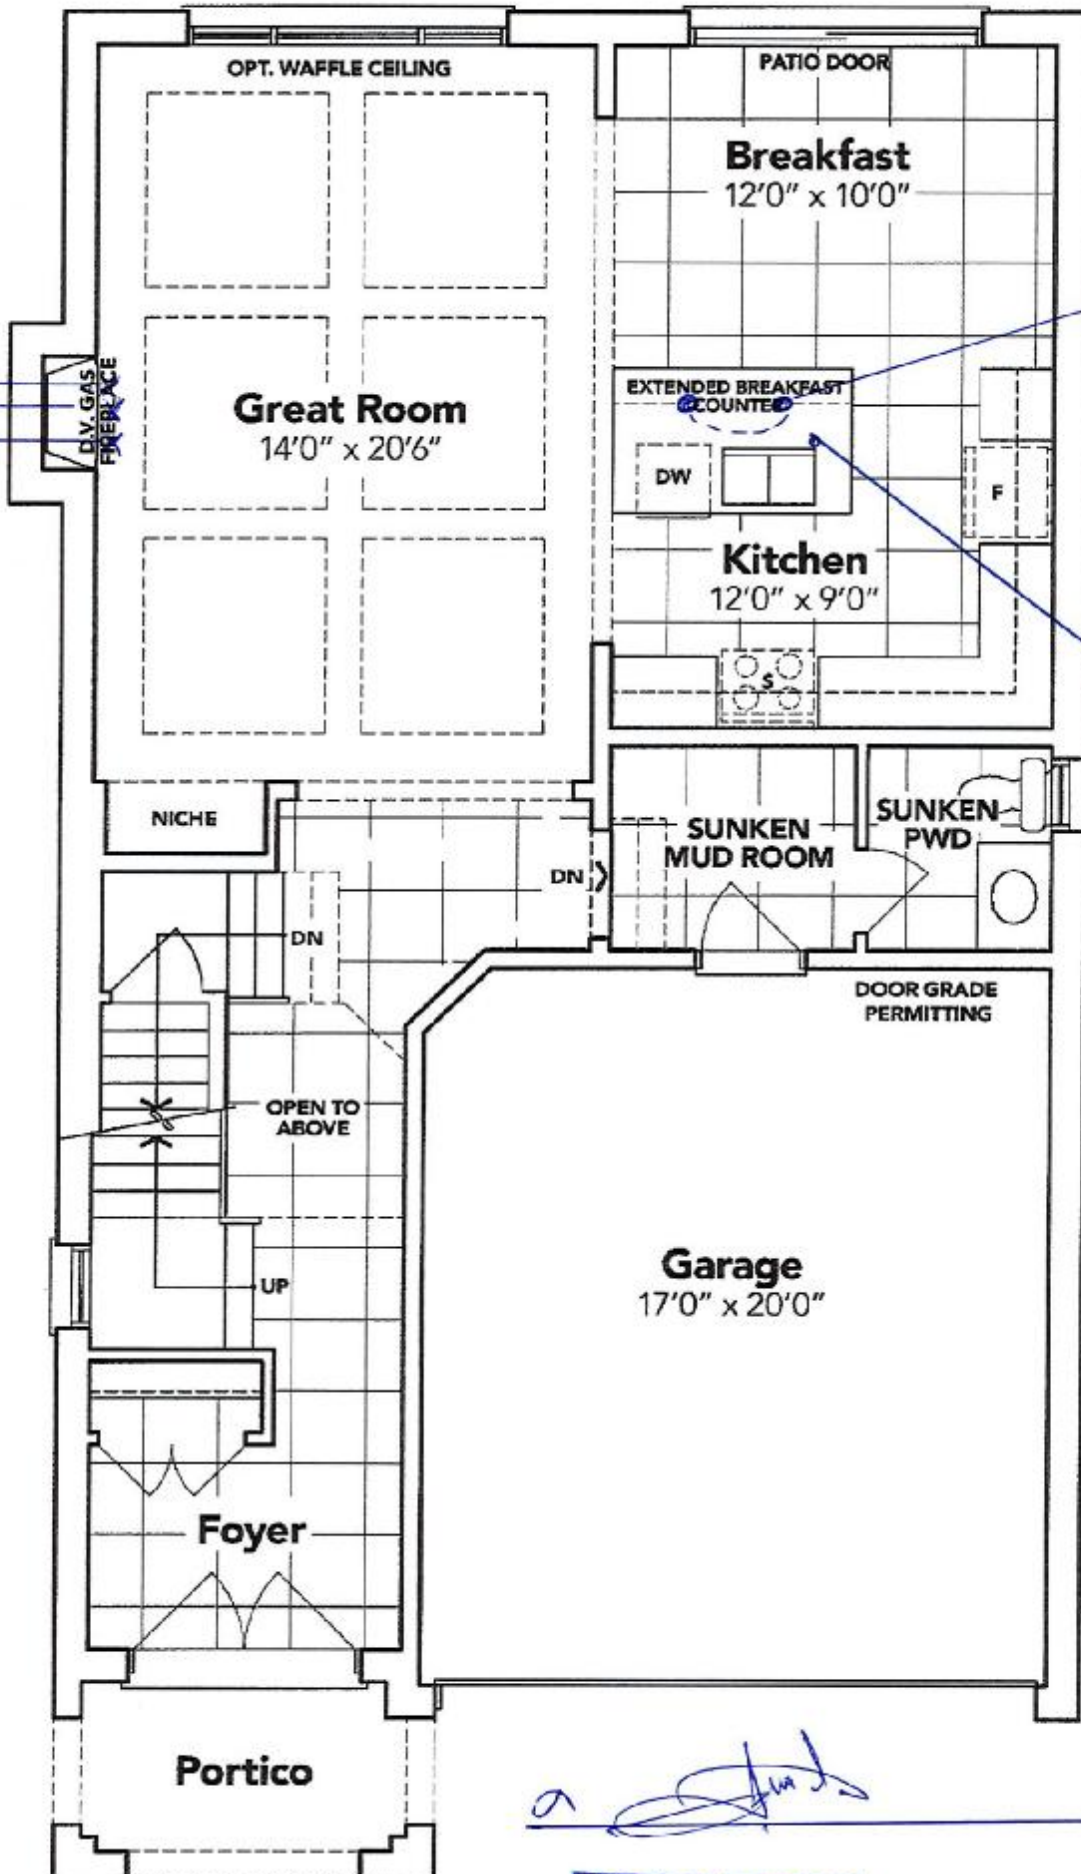 OPT. WAFFLE CEILING
PATIO DOOR
Breakfast
12'0" x 10'0"
D.V. GAS
FIREPLACE
Great Room
14'0" x 20'6"
EXTENDED BREAKFAST
COUNTER
DW
F
Kitchen
12'0" x 9'0"
S
NICHE
SUNKEN
MUD ROOM
SUNKEN
PWD
DN
DN
DOOR GRADE
PERMITTING
OPEN TO
ABOVE
UP
Garage
17'0" x 20'0"
Foyer
Portico